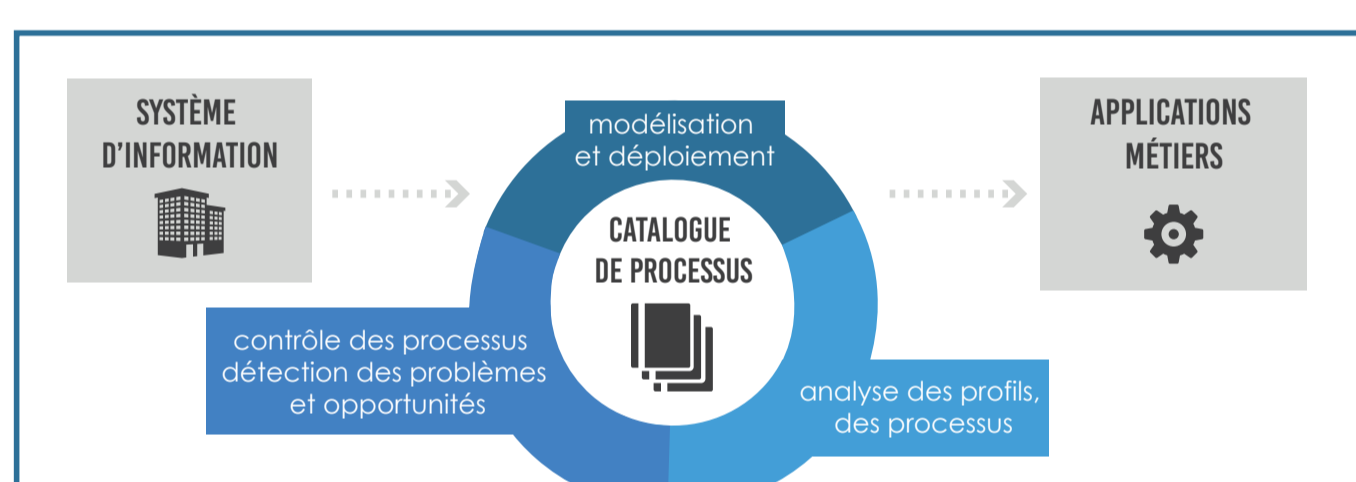 SYSTÈME
D'INFORMATION
modélisation
et déploiement
APPLICATIONS
MÉTIERS
CATALOGUE
DE PROCESSUS
contrôle des processus
détection des problèmes
et opportunités
analyse des profils,
des processus